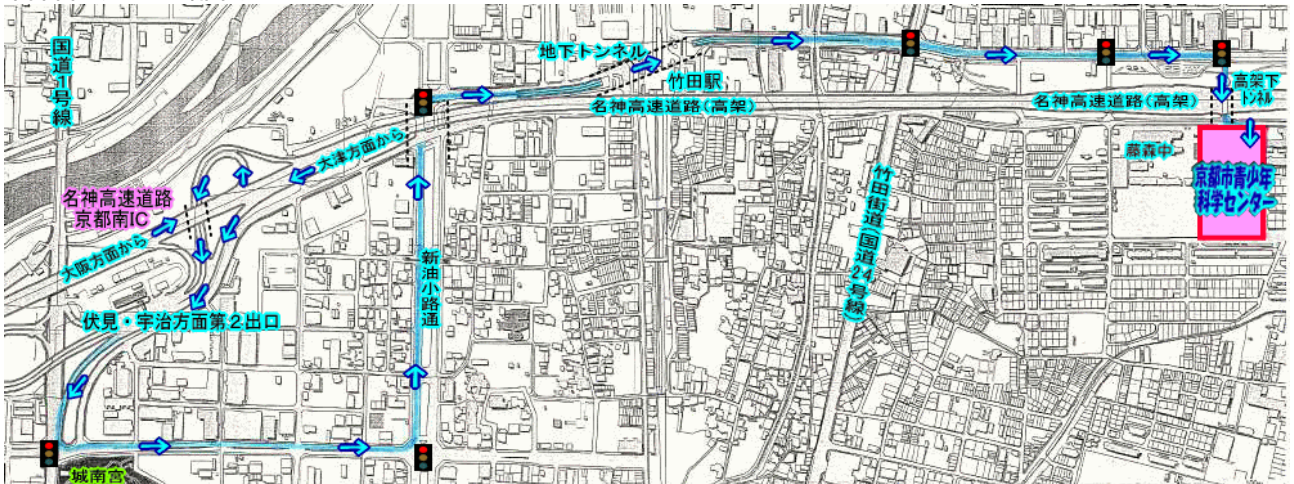 国道1号線
地下トンネル
竹田駅
名神高速道路(高架)
名神高速道路(高架)
高架下
トンネル
大津方面から
藤森中
京都市青少年
科学センター
名神高速道路
京都南IC
大阪方面から
新油小路通
竹田街道(国道24号線)
伏見・宇治方面第2出口
城南宮